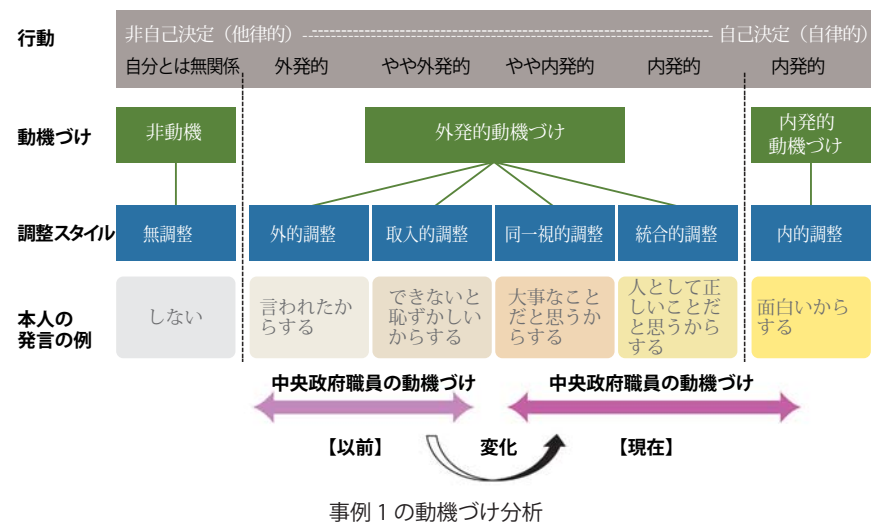 行動
非自己決定（他律的）
自己決定（自律的）
自分とは無関係
外発的
やや外発的
やや内発的
内発的
内発的
動機づけ
非動機
外発的動機づけ
内発的
動機づけ
調整スタイル
無調整
外的調整
取入的調整
同一視的調整
統合的調整
内的調整
本人の
発言の例
しない
言われたか
らする
できないと
恥ずかしい
からする
大事なこと
だと思うか
らする
人として正
しいことだ
と思うから
する
面白いから
する
中央政府職員の動機づけ
中央政府職員の動機づけ
【以前】
変化
【現在】
事例 1 の動機づけ分析